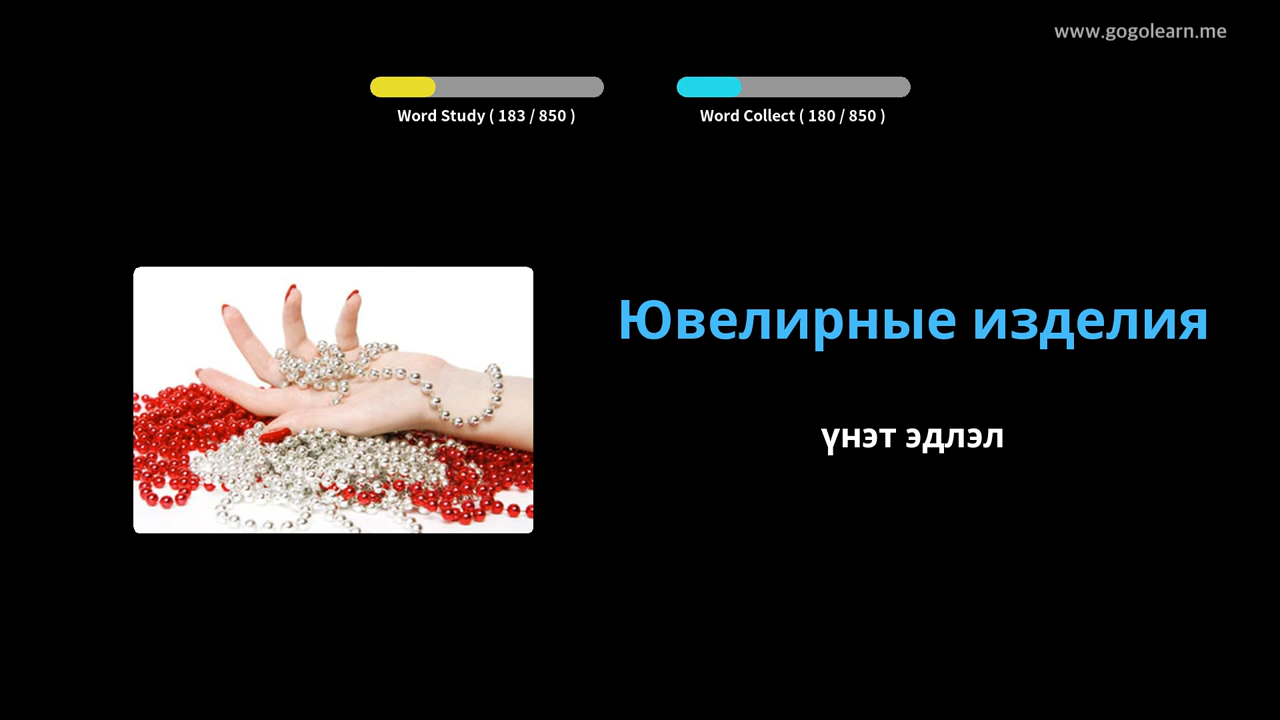 www.gogolearn.me
Word Study ( 183 / 850 )
Word Collect ( 180 / 850 )
Ювелирные изделия
үнэт эдлэл